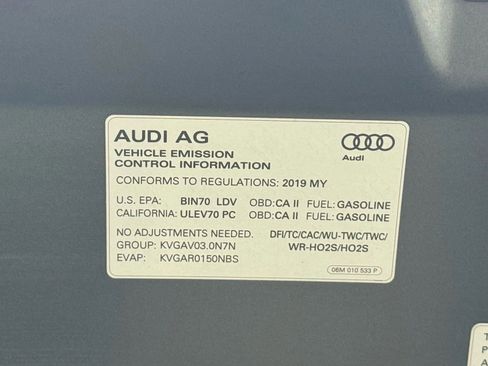 AUDI AG
VEHICLE EMISSION
CONTROL INFORMATION
Audi
CONFORMS TO REGULATIONS: 2019 MY
U.S. EPA: BIN70 LDV OBD: CA II FUEL: GASOLINE
CALIFORNIA: ULEV70 PC OBD: CA II FUEL: GASOLINE
NO ADJUSTMENTS NEEDED. DFI/TC/CAC/WU-TWC/TWC/
GROUP: KVGAV03.0N7N WR-HO2S/HO2S
EVAP: KVGAR0150NBS
06M 010 533 P